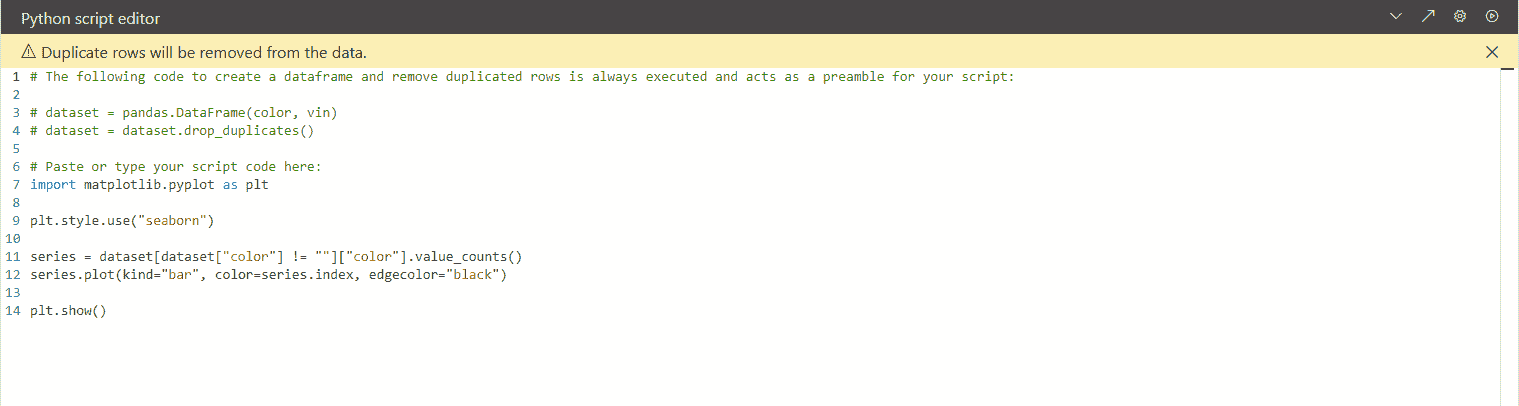 Python script editor
Duplicate rows will be removed from the data.
1 # The following code to create a dataframe and remove duplicated rows is always executed and acts as a preamble for your script:
2
3 # dataset = pandas.DataFrame(color, vin)
4 # dataset = dataset.drop_duplicates()
5
6 # Paste or type your script code here:
7 import matplotlib.pyplot as plt
8
9 plt.style.use("seaborn")
10
11 series = dataset[dataset["color"] != ""]["color"].value_counts()
12 series.plot(kind="bar", color=series.index, edgecolor="black")
13
14 plt.show()